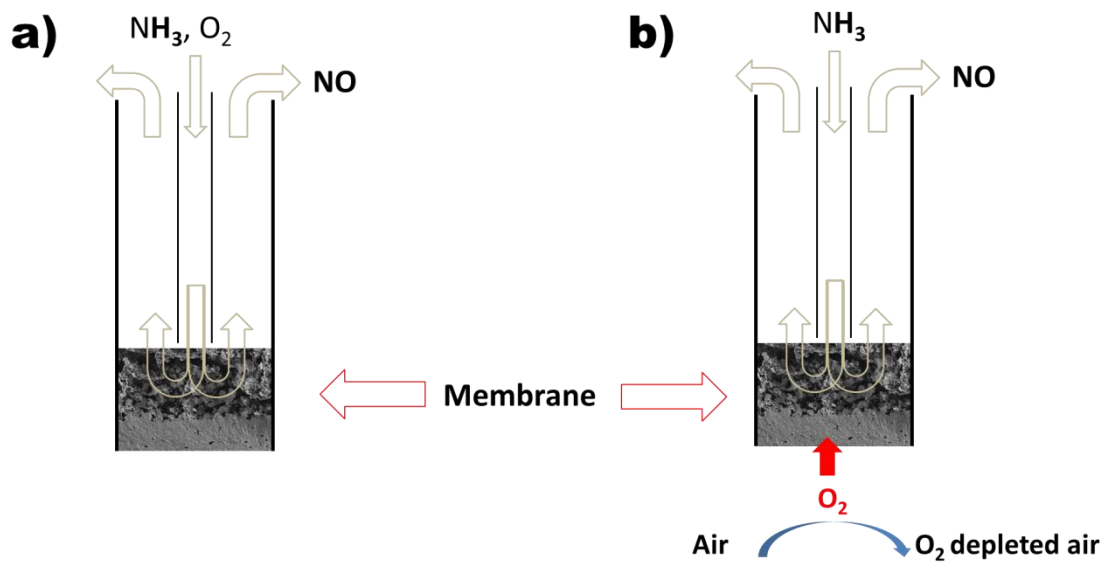 a)
NH₃, O₂
NO
b)
NH₃
NO
Membrane
O₂
Air
O₂ depleted air